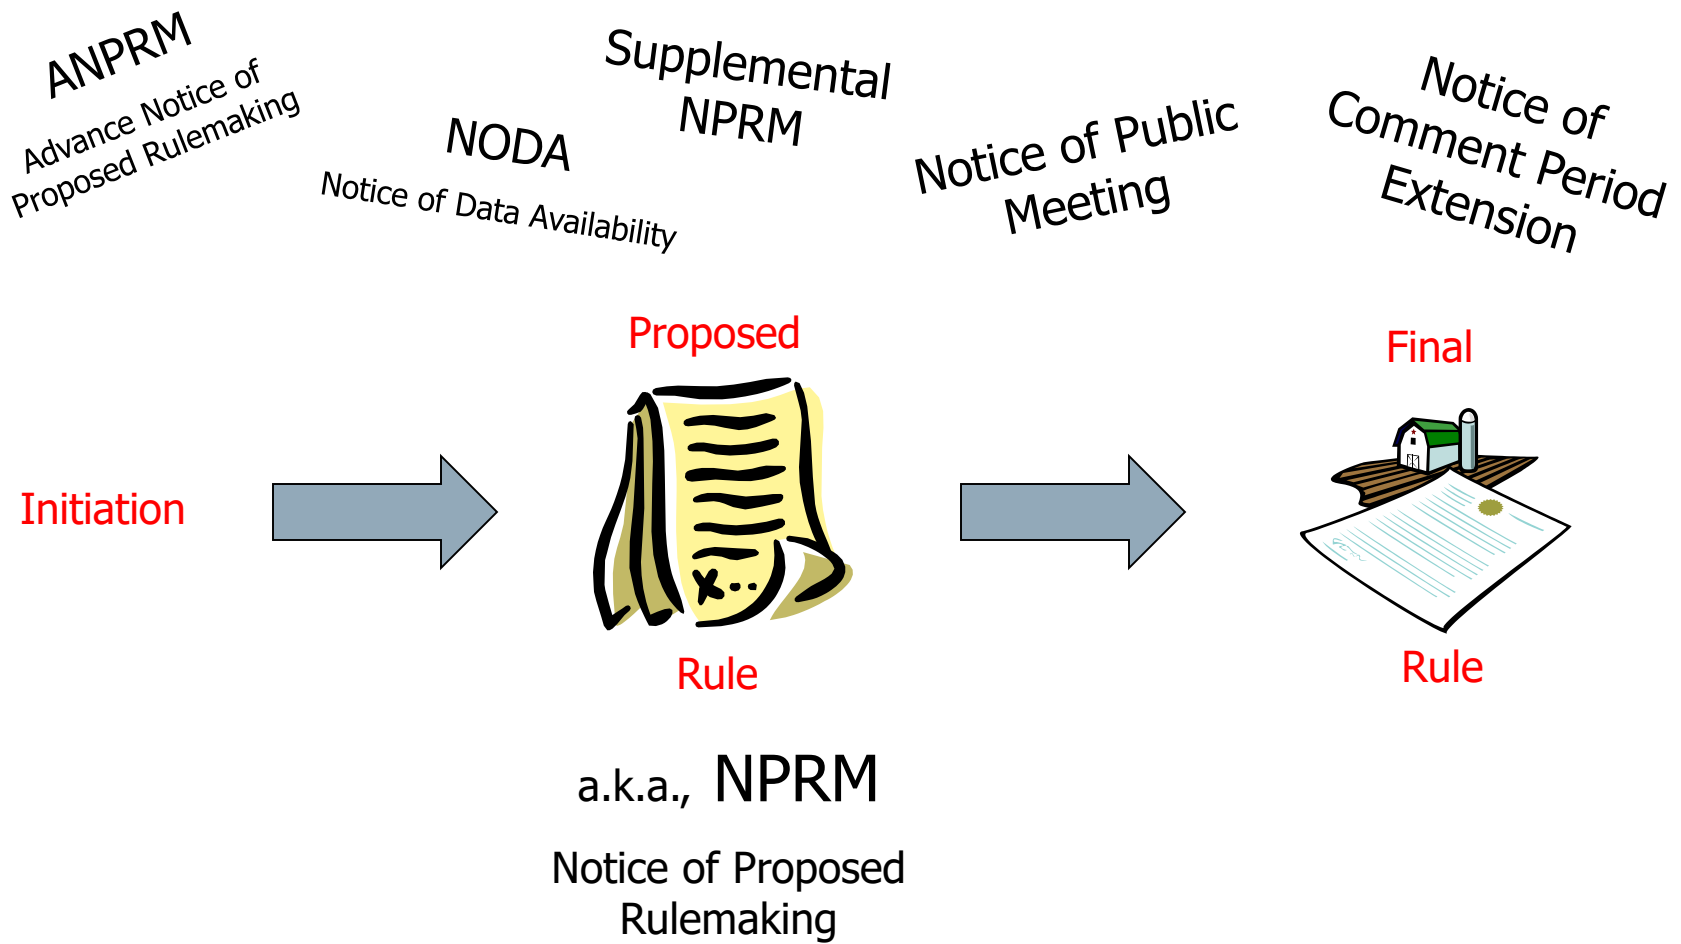 ANPRM
Advance Notice of
Proposed Rulemaking
NODA
Notice of Data Availability
Supplemental
NPRM
Notice of Public
Meeting
Notice of
Comment Period
Extension
Initiation
Proposed
Rule
a.k.a., NPRM
Notice of Proposed
Rulemaking
Final
Rule